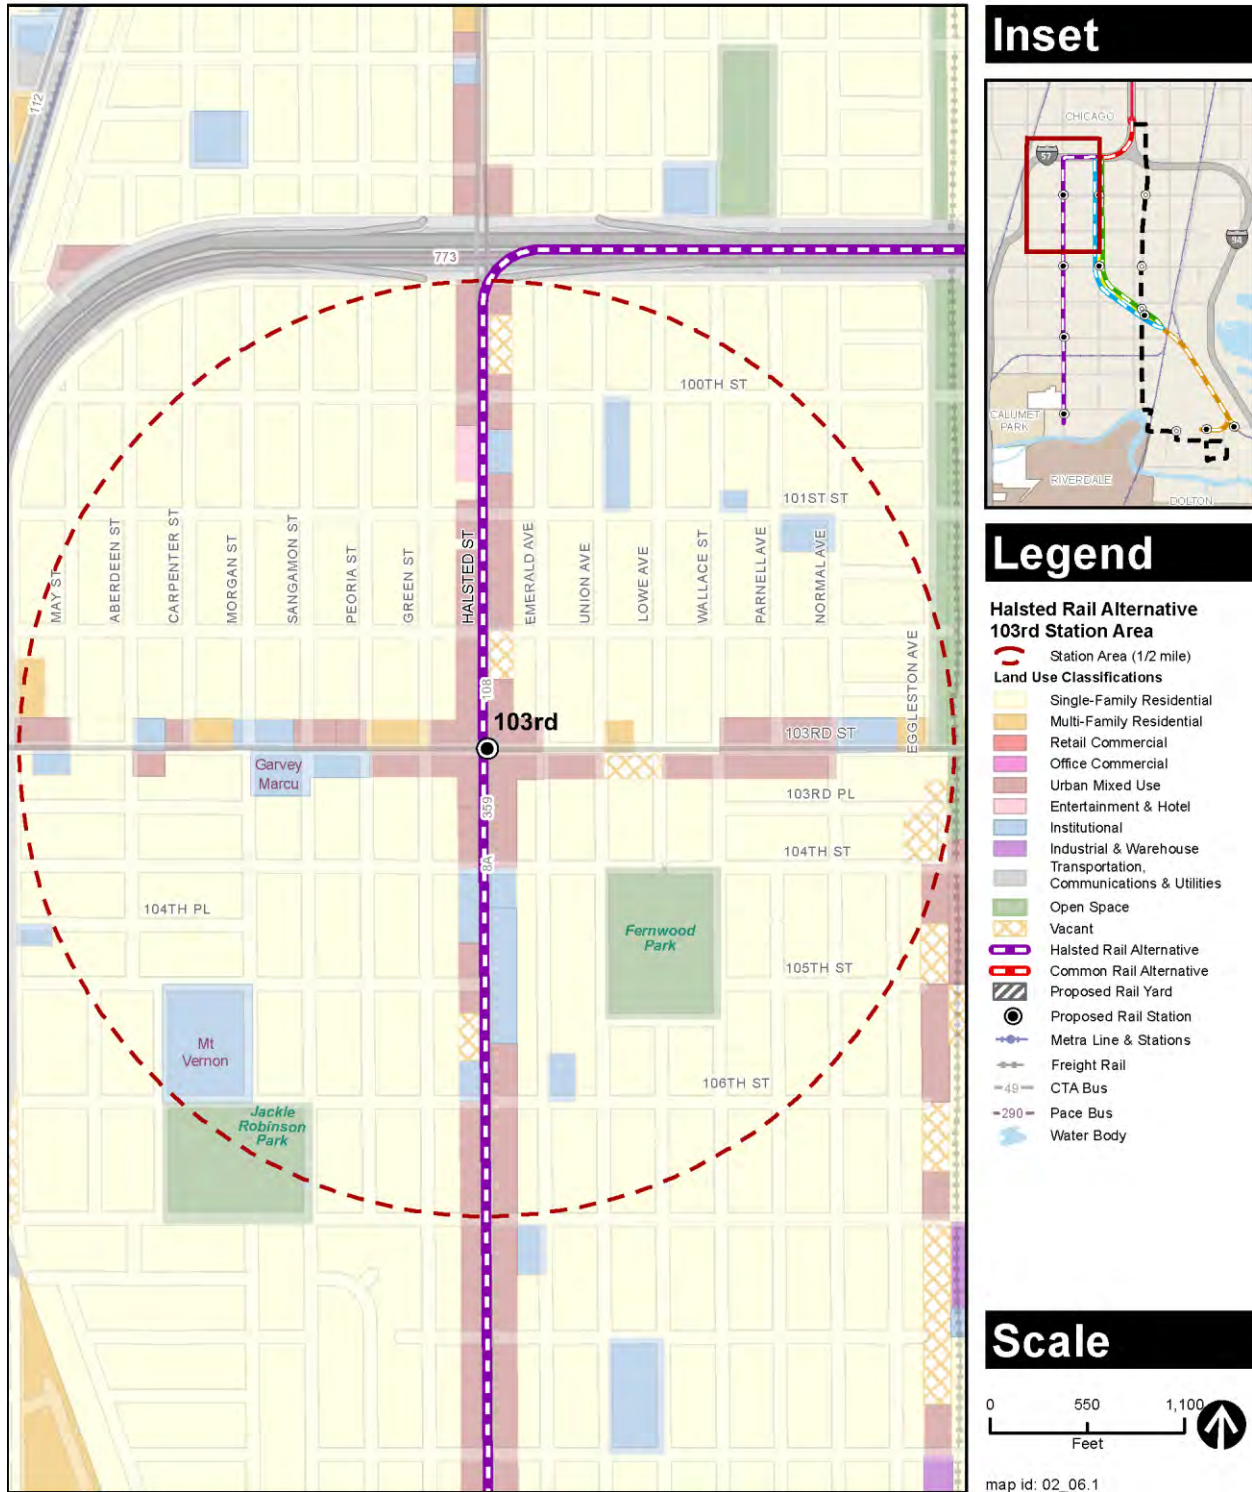 Inset
CHICAGO
57
94
CALUMET
PARK
RIVERDALE
DOLTON
112
773
100TH ST
101ST ST
MAY ST
ABERDEEN ST
CARPENTER ST
MORGAN ST
SANGAMON ST
PEORIA ST
GREEN ST
HALSTED ST
EMERALD AVE
UNION AVE
LOWE AVE
WALLACE ST
PARNELL AVE
NORMAL AVE
EGGLESTON AVE
108
103rd
103RD ST
Garvey
Marcu
103RD PL
359
8A
104TH ST
104TH PL
Fernwood
Park
105TH ST
Mt
Vernon
106TH ST
Jackie
Robinson
Park
Legend
Halsted Rail Alternative
103rd Station Area
Station Area (1/2 mile)
Land Use Classifications
Single-Family Residential
Multi-Family Residential
Retail Commercial
Office Commercial
Urban Mixed Use
Entertainment & Hotel
Institutional
Industrial & Warehouse
Transportation,
Communications & Utilities
Open Space
Vacant
Halsted Rail Alternative
Common Rail Alternative
Proposed Rail Yard
Proposed Rail Station
Metra Line & Stations
Freight Rail
49 CTA Bus
290 Pace Bus
Water Body
Scale
0 550 1,100
Feet
map id: 02_06.1